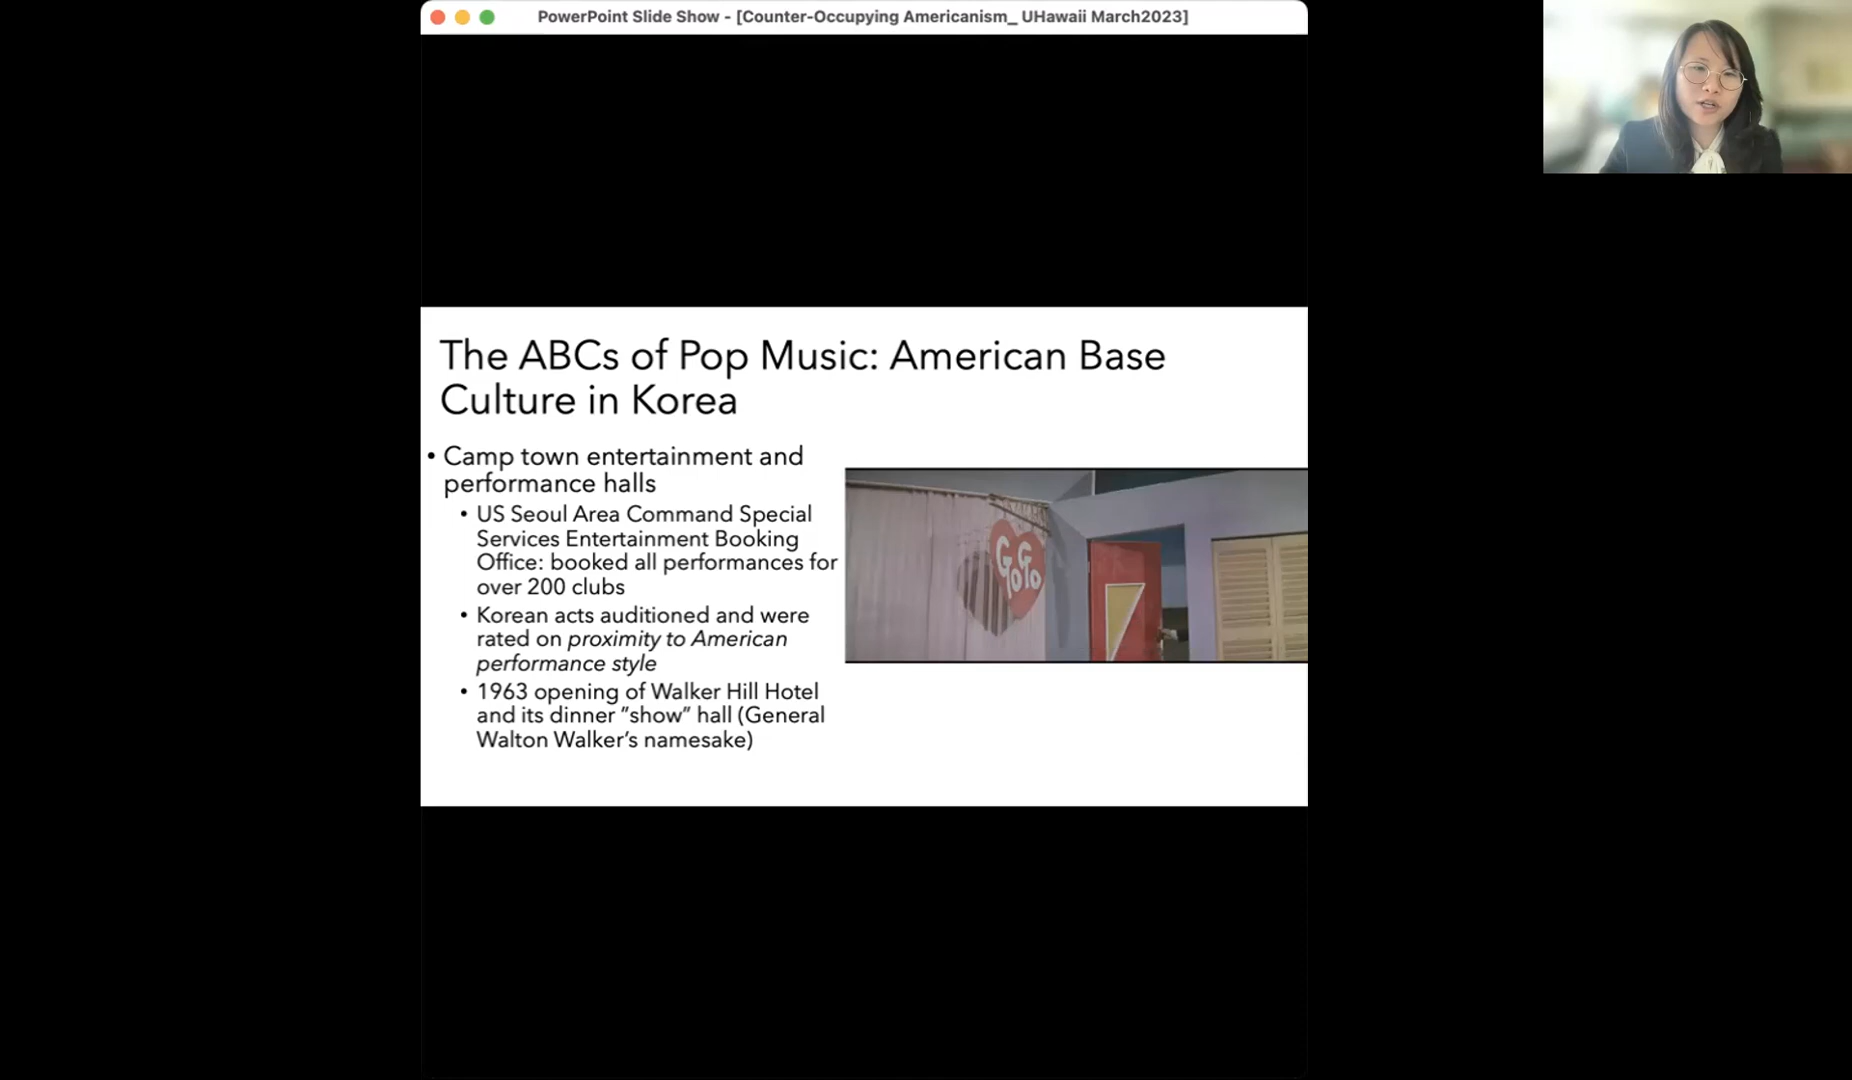 PowerPoint Slide Show - [Counter-Occupying Americanism_ UHawaii March2023]
The ABCs of Pop Music: American Base
Culture in Korea
• Camp town entertainment and
performance halls
• US Seoul Area Command Special
Services Entertainment Booking
Office: booked all performances for
over 200 clubs
• Korean acts auditioned and were
rated on proximity to American
performance style
• 1963 opening of Walker Hill Hotel
and its dinner ”show” hall (General
Walton Walker’s namesake)
GoGo